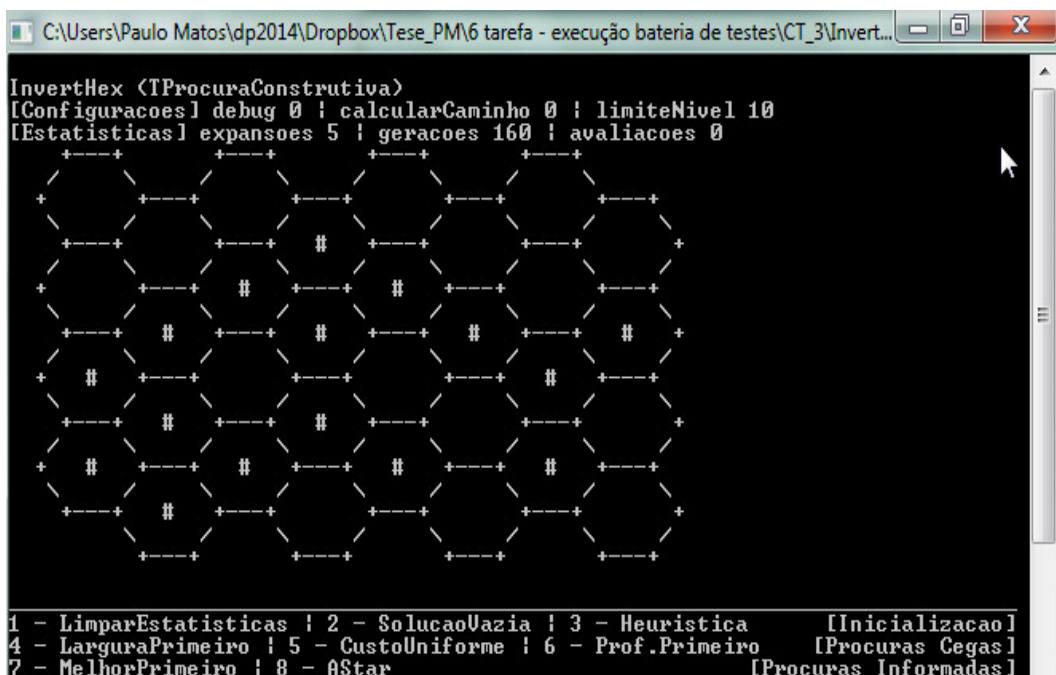 C:\Users\Paulo Matos\dp2014\Dropbox\Tese_PM\6 tarefa - execução bateria de testes\CT_3\Invert...
InvertHex (TProcuraConstrutiva)
[Configuracoes] debug 0 ¦ calcularCaminho 0 ¦ limiteNivel 10
[Estatisticas] expansoes 5 ¦ geracoes 160 ¦ avaliacoes 0
#
# #
# # # #
# #
# #
# # # #
#
1 - LimparEstatisticas ¦ 2 - SolucaoVazia ¦ 3 - Heuristica [Inicializacao]
4 - LarguraPrimeiro ¦ 5 - CustoUniforme ¦ 6 - Prof.Primeiro [Procuras Cegas]
7 - MelhorPrimeiro ¦ 8 - AStar [Procuras Informadas]